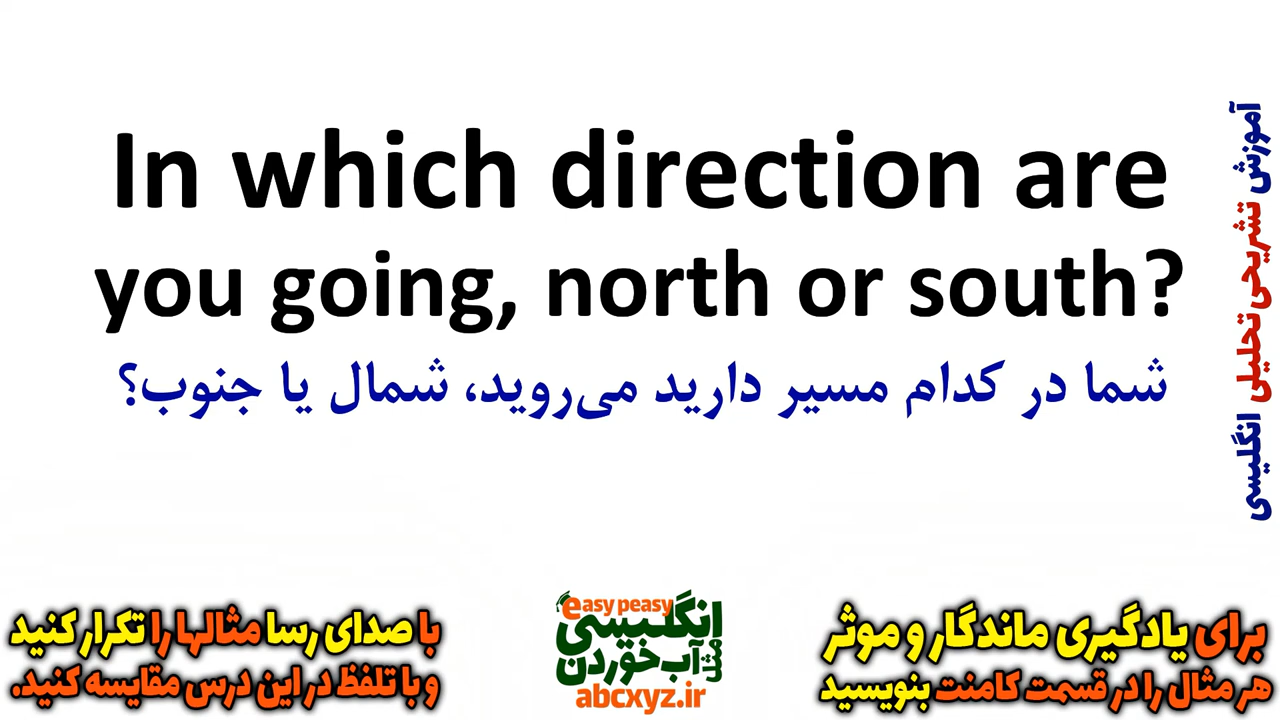 In which direction are
you going, north or south?
شما در کدام مسیر دارید می‌روید، شمال یا جنوب؟
آموزش تشریحی تحلیلی انگلیسی
با صدای رسا مثالها را تکرار کنید
و با تلفظ در این درس مقایسه کنید.
easy peasy
انگلیسی
مثل
آب خوردن
abcxyz.ir
برای یادگیری ماندگار و موثر
هر مثال را در قسمت کامنت بنویسید